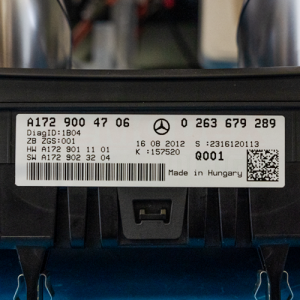 A172 900 47 06 0 263 679 289
DiagID:1B04
ZB ZGS:001 16 08 2012 S :2316120113
HW A172 901 11 01 K :157520 Q001
SW A172 902 32 04 Made in Hungary